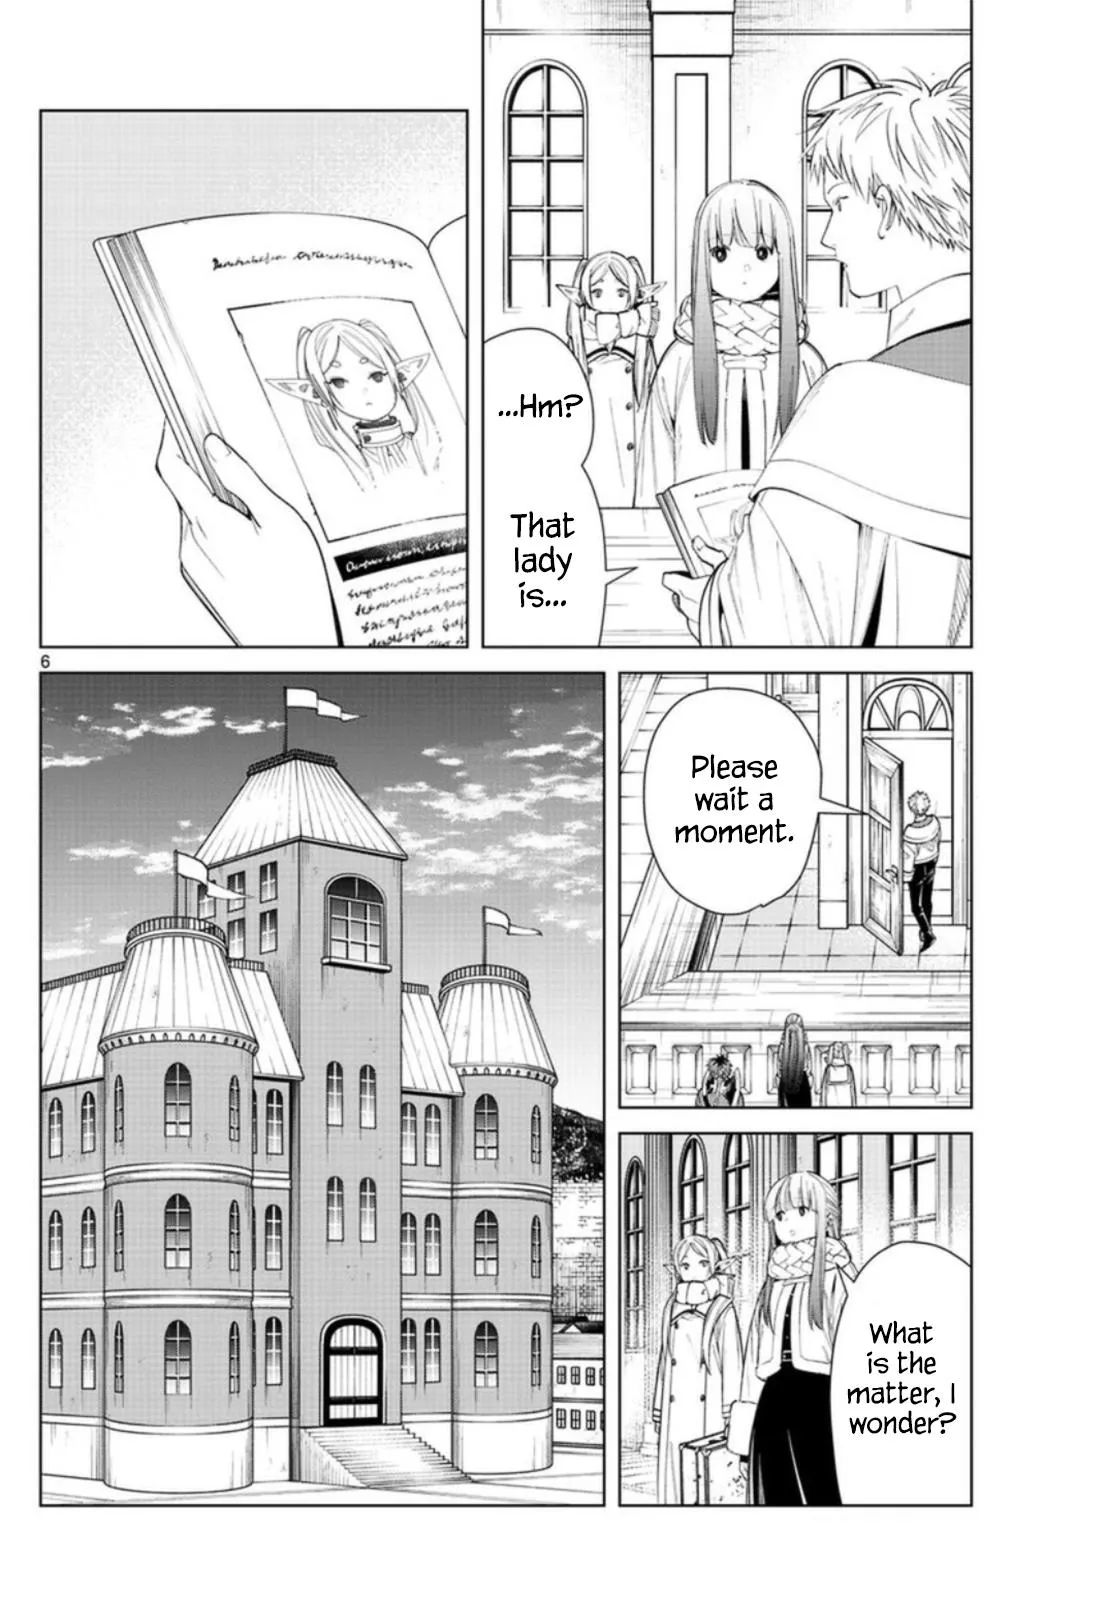 ...Hm?
That
lady
is...
6
Please
wait a
moment.
What
is the
matter, I
wonder?